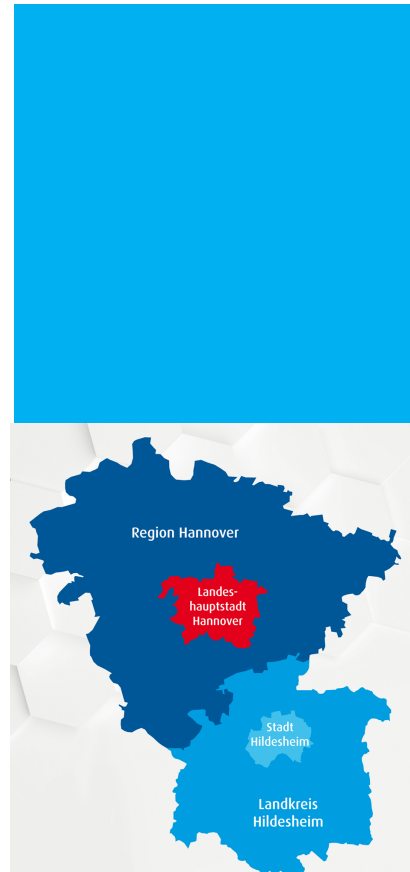 Region Hannover
Landes-
hauptstadt
Hannover
Stadt
Hildesheim
Landkreis
Hildesheim